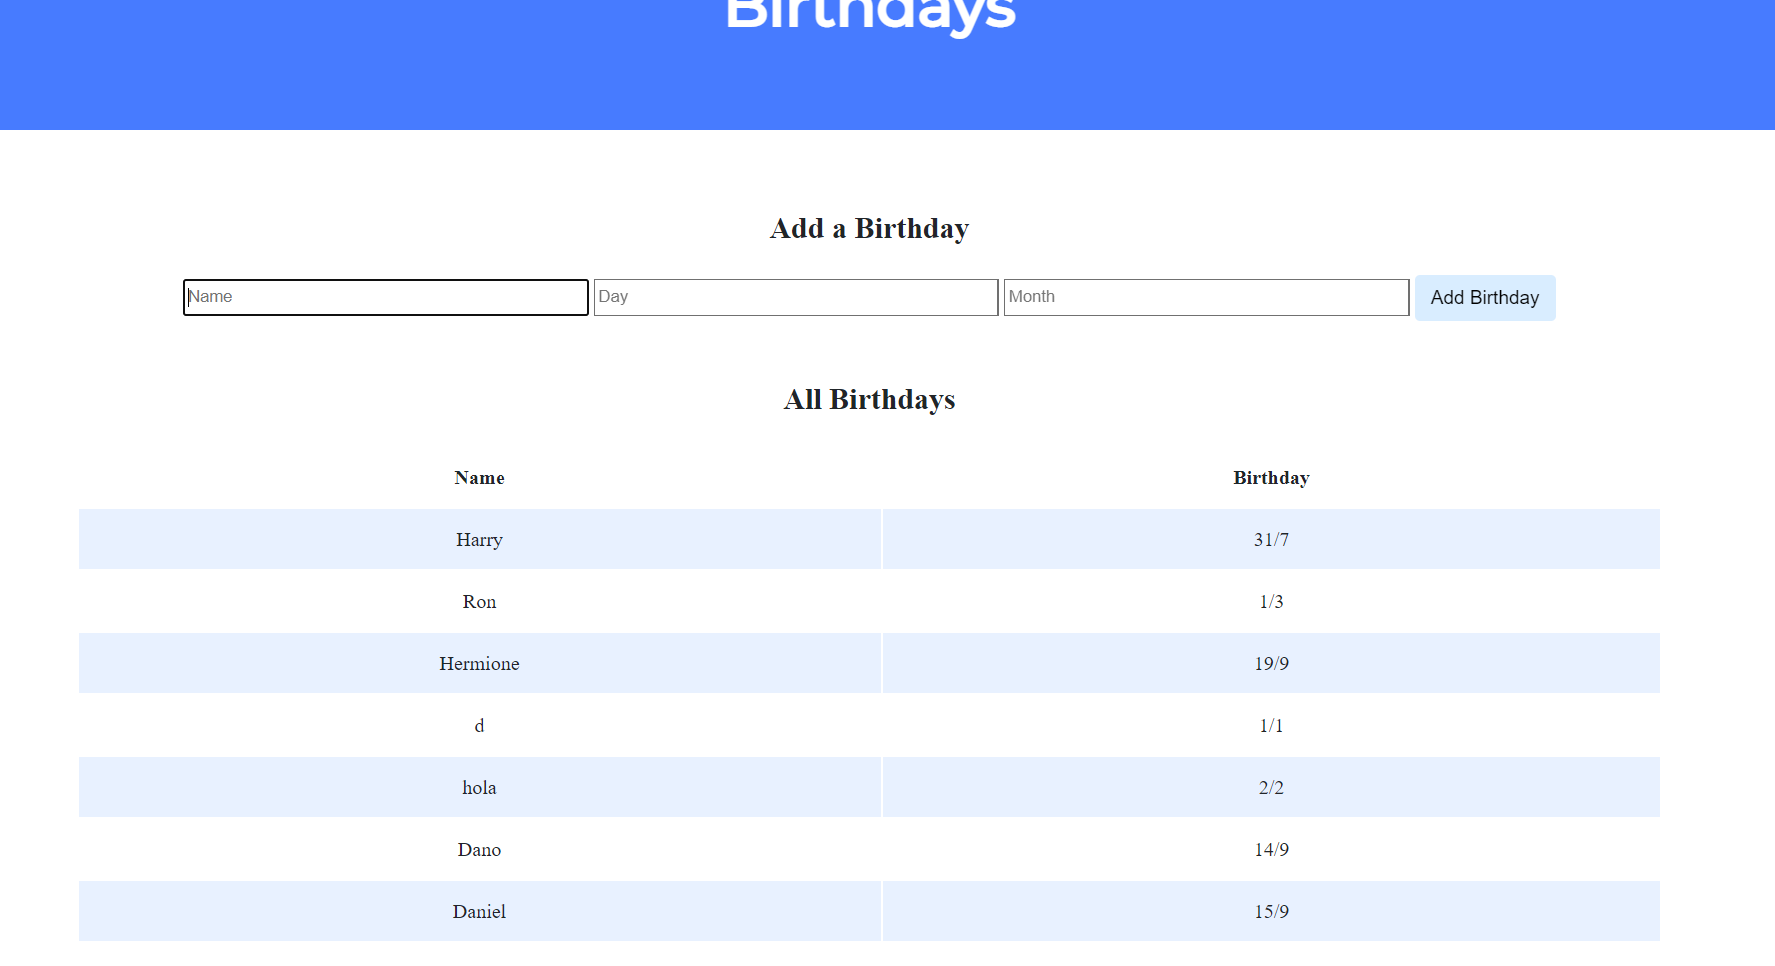 Birthdays
Add a Birthday
Name Day Month Add Birthday
All Birthdays
Name Birthday
Harry 31/7
Ron 1/3
Hermione 19/9
d 1/1
hola 2/2
Dano 14/9
Daniel 15/9